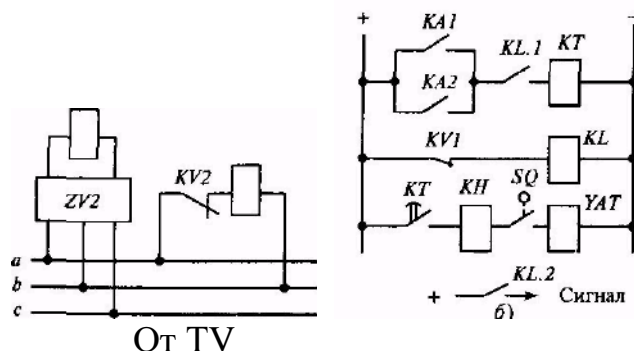 + KA1 –
KL.1 KT
KA2
KV1 KL
KV2
ZV2
KT KH SQ YAT
a
b
c
+ KL.2 Сигнал
б)
От TV